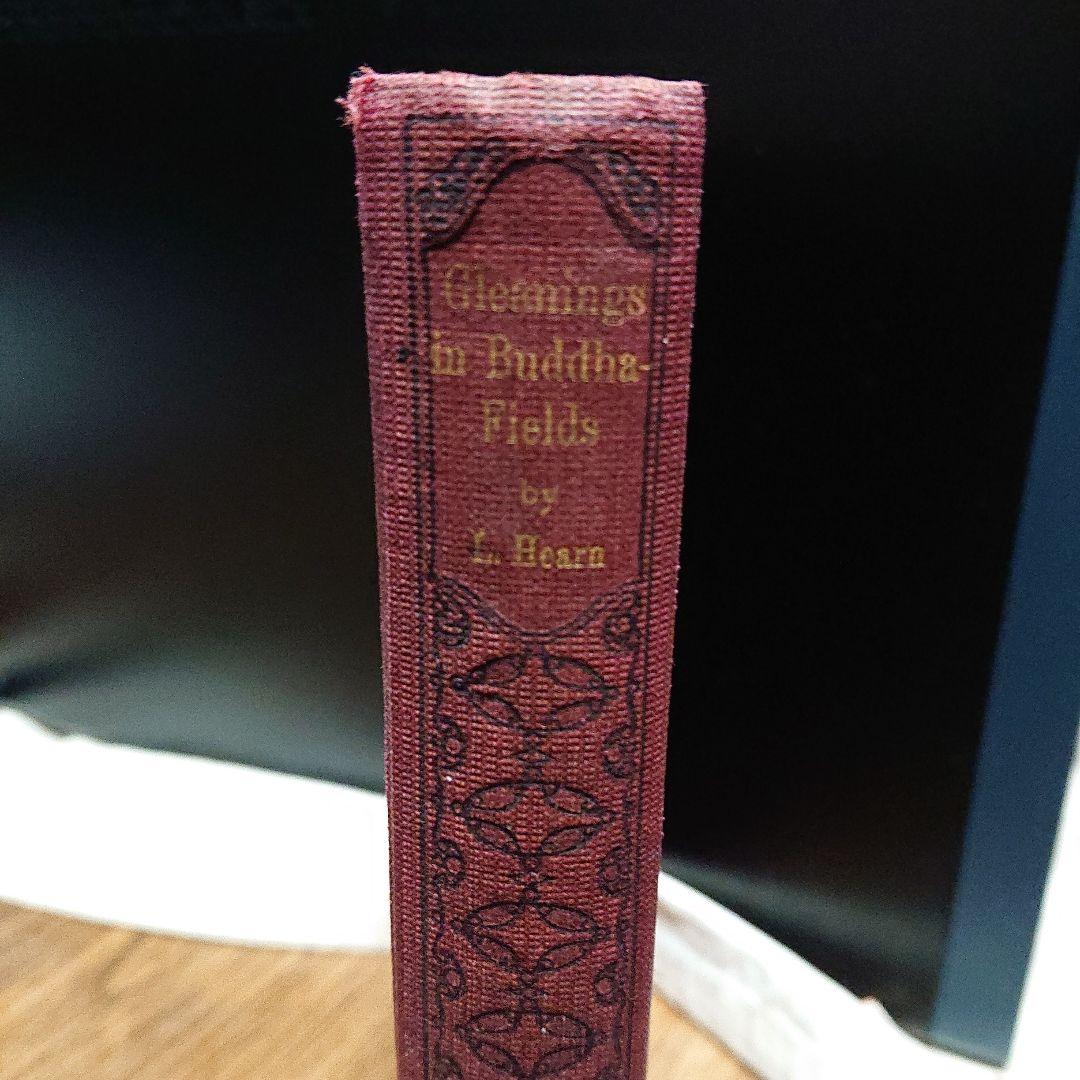 Gleanings
in Buddha-
Fields
by
L. Hearn